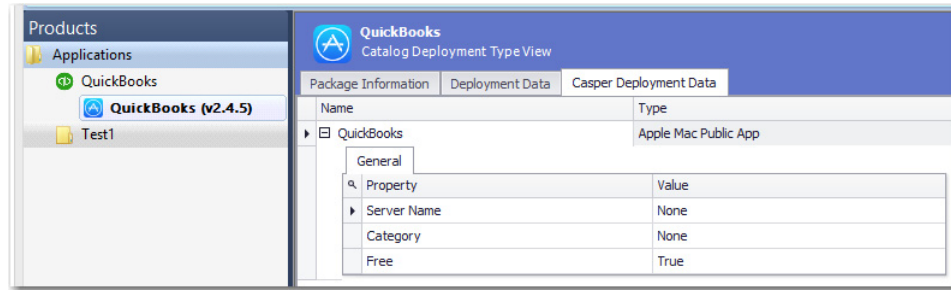 Products
Applications
QuickBooks
QuickBooks (v2.4.5)
Test1
QuickBooks
Catalog Deployment Type View
Package Information Deployment Data Casper Deployment Data
Name Type
QuickBooks Apple Mac Public App
General
Property Value
Server Name None
Category None
Free True